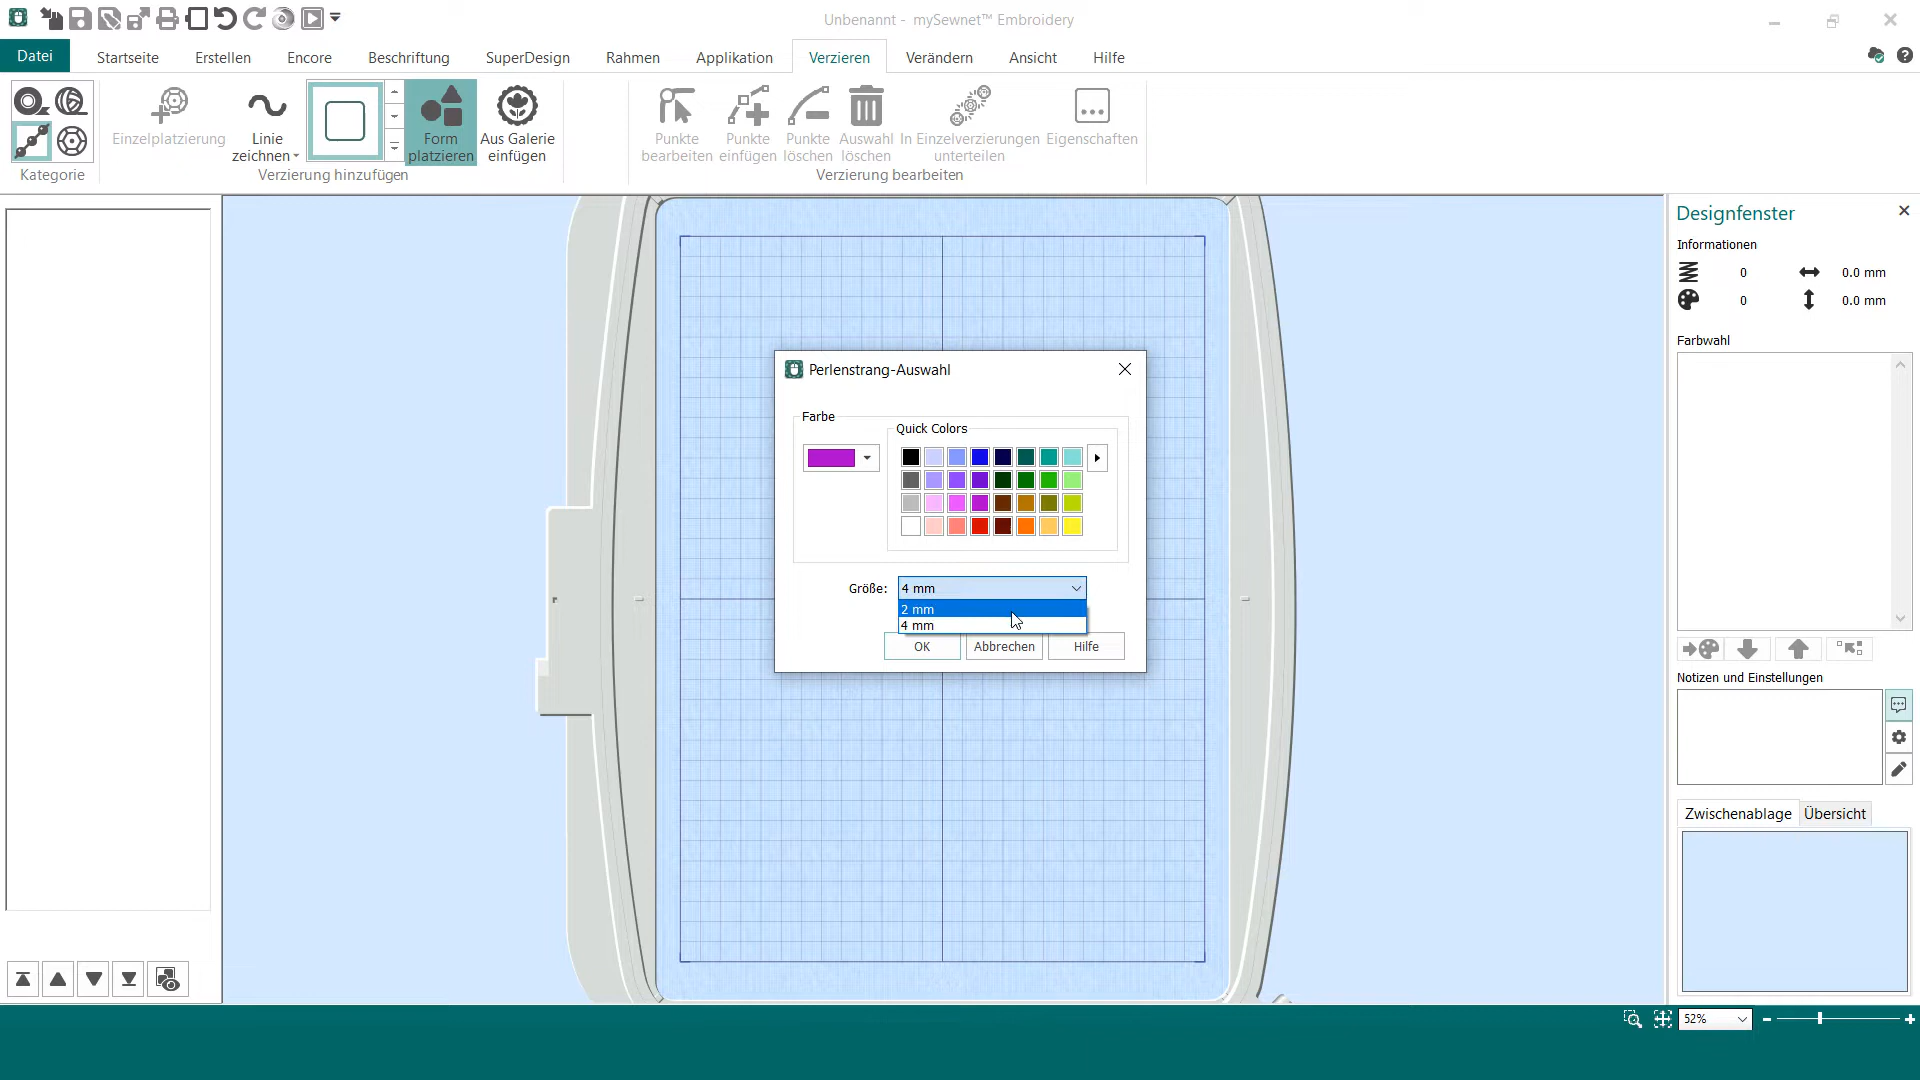 Unbenannt - mySewnet™ Embroidery
Datei Startseite Erstellen Encore Beschriftung SuperDesign Rahmen Applikation Verzieren Verändern Ansicht Hilfe
Einzelplatzierung
Linie zeichnen
Form platzieren
Aus Galerie einfügen
Punkte bearbeiten
Punkte einfügen
Punkte löschen
Auswahl löschen
In Einzelverzierungen unterteilen
Eigenschaften
Kategorie
Verzierung hinzufügen
Verzierung bearbeiten
Perlenstrang-Auswahl
Farbe
Quick Colors
Größe:
4 mm
2 mm
4 mm
OK
Abbrechen
Hilfe
Designfenster
Informationen
0
0.0 mm
0
0.0 mm
Farbwahl
Notizen und Einstellungen
Zwischenablage
Übersicht
52%